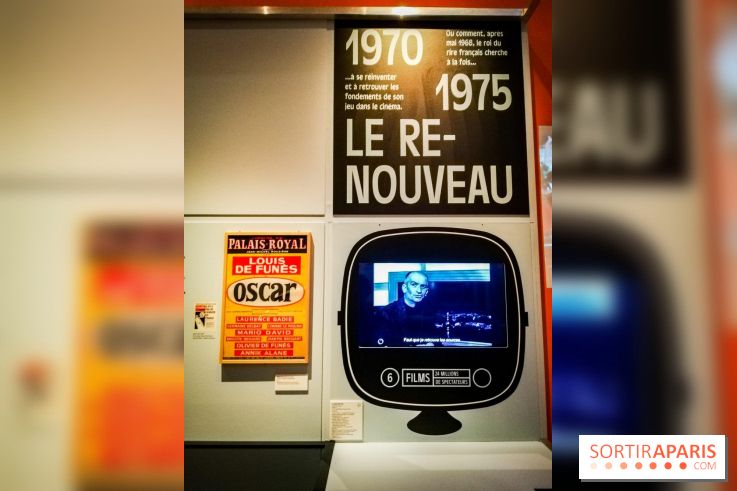 1970
Ou comment, après
mai 1968, le roi du
rire français cherche
à la fois...
...à se réinventer
et à retrouver les
fondements de son
jeu dans le cinéma.
1975
LE RE-
NOUVEAU
PALAIS-ROYAL
LOUIS
DE FUNÈS
oscar
LAURENCE BADIE
MARIO DAVID
OLIVIER DE FUNÈS
ANNIK ALANE
Faut que je retrouve les sources.
6 FILMS 24 MILLIONS
DE SPECTATEURS
EAU
SORTIRAPARIS
.COM